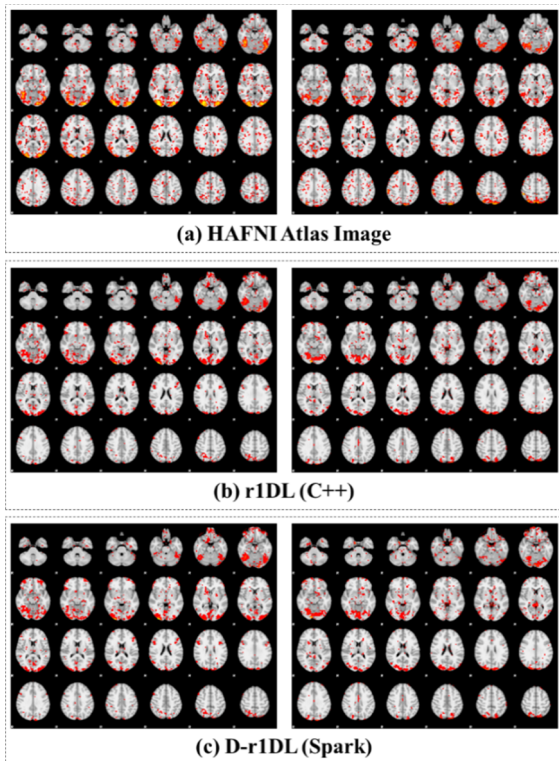 (a) HAFNI Atlas Image
(b) r1DL (C++)
(c) D-r1DL (Spark)